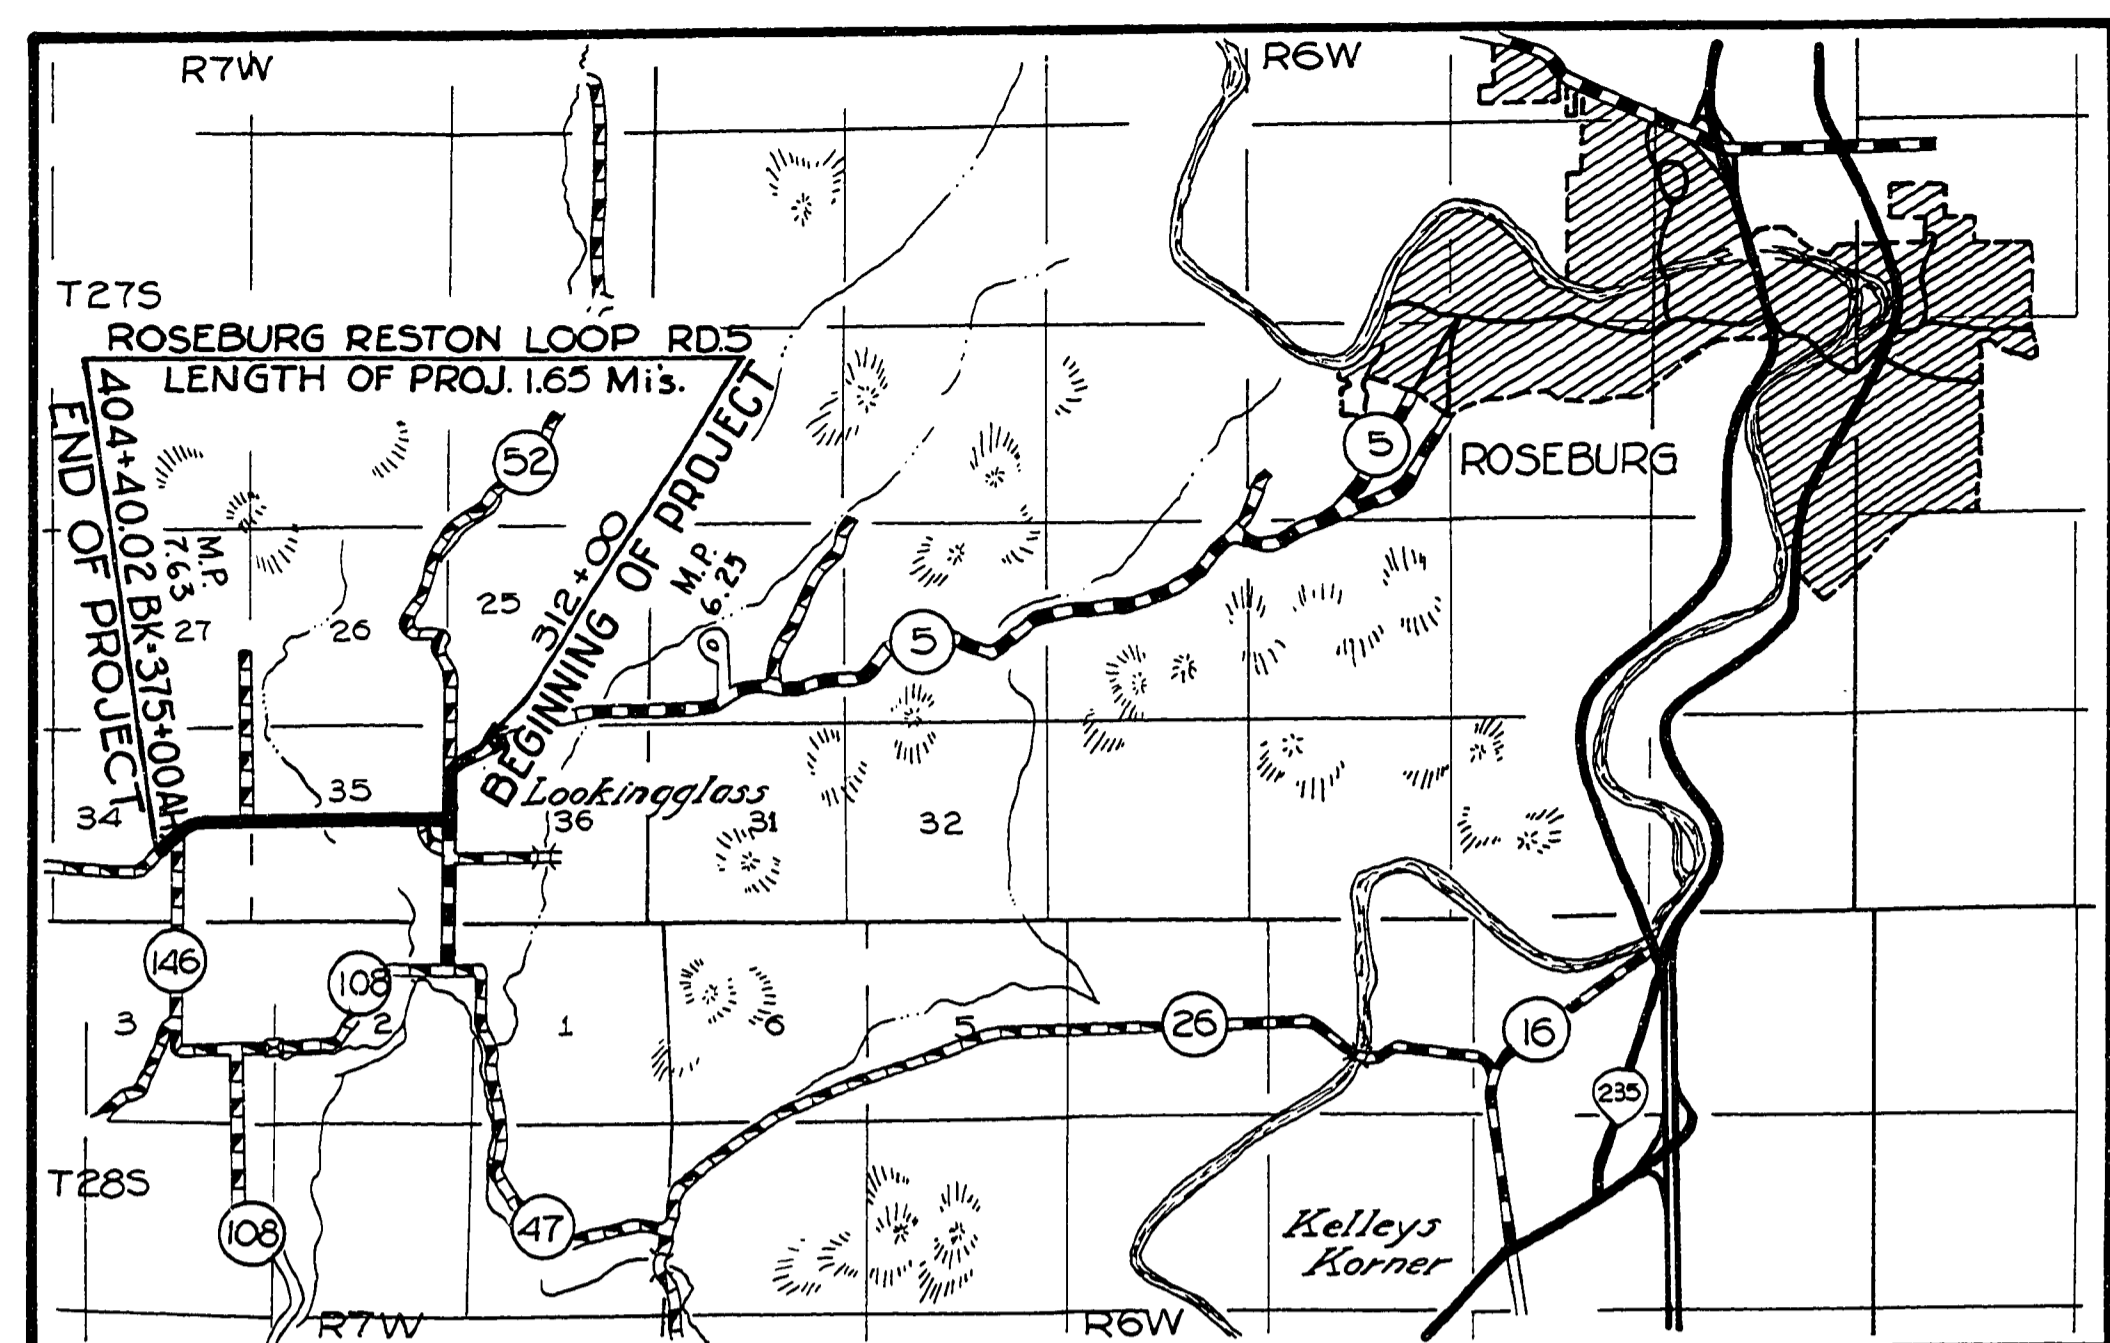 R7W
R6W
T27S
ROSEBURG RESTON LOOP RD.5
LENGTH OF PROJ. 1.65 Mi's.
404+40.02 BK=375+00AH
END OF PROJECT
M.P.
7.63
312+00
BEGINNING OF PROJECT
M.P.
6.25
52
5
ROSEBURG
27
26
25
5
34
35
Lookingglass
36
31
32
146
108
3
2
1
6
5
26
16
235
T28S
108
47
Kelleys
Korner
R7W
R6W